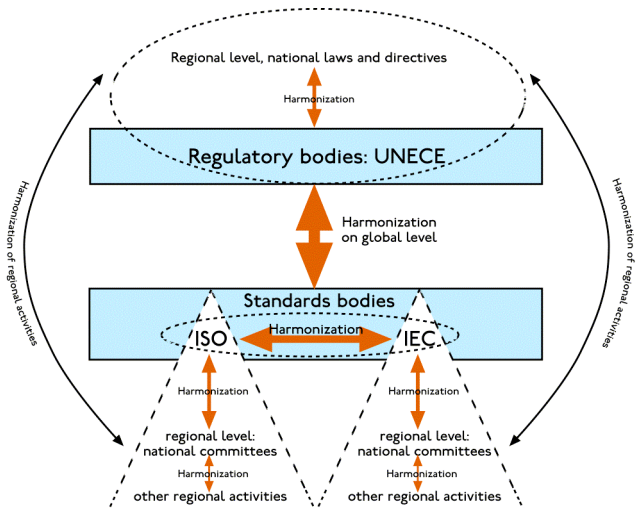 Regional level, national laws and directives
Harmonization
Regulatory bodies: UNECE
Harmonization
on global level
Harmonization of regional activities
Harmonization of regional activities
Standards bodies
ISO
Harmonization
IEC
Harmonization
Harmonization
regional level:
national committees
regional level:
national committees
Harmonization
Harmonization
other regional activities
other regional activities